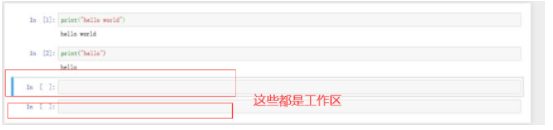 In [1]: print("hello world")
hello world
In [2]: print("hello")
hello
In [ ]:
这些都是工作区
In [ ]: